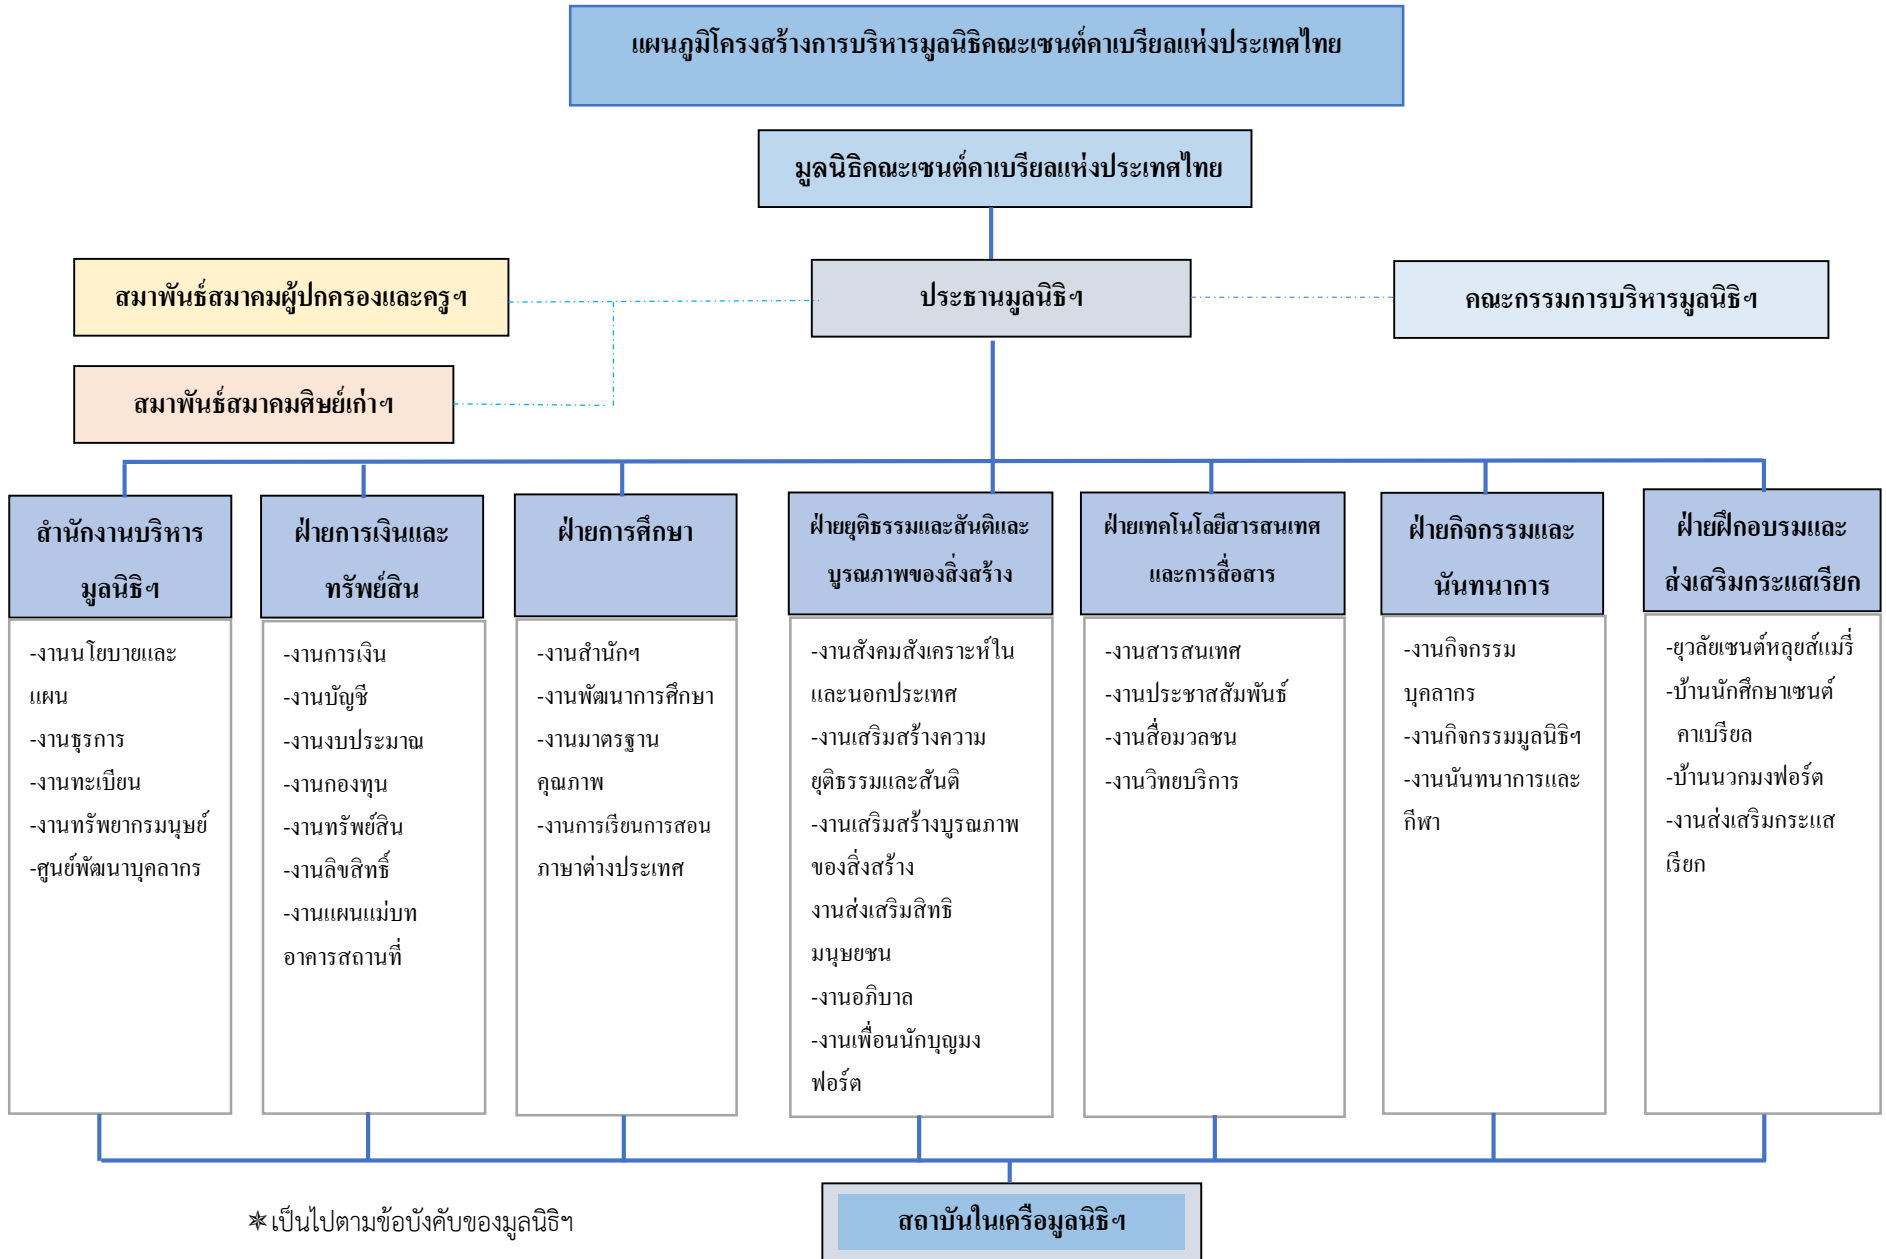 แผนภูมิโครงสร้างการบริหารมูลนิธิคณะเซนต์คาเบรียลแห่งประเทศไทย
มูลนิธิคณะเซนต์คาเบรียลแห่งประเทศไทย
สมาพันธ์สมาคมผู้ปกครองและครูฯ
ประธานมูลนิธิฯ
คณะกรรมการบริหารมูลนิธิฯ
สมาพันธ์สมาคมศิษย์เก่าฯ
สำนักงานบริหาร
มูลนิธิฯ
-งานนโยบายและ
แผน
-งานธุรการ
-งานทะเบียน
-งานทรัพยากรมนุษย์
-ศูนย์พัฒนาบุคลากร
ฝ่ายการเงินและ
ทรัพย์สิน
-งานการเงิน
-งานบัญชี
-งานงบประมาณ
-งานกองทุน
-งานทรัพย์สิน
-งานลิขสิทธิ์
-งานแผนแม่บท
อาคารสถานที่
ฝ่ายการศึกษา
-งานสำนักฯ
-งานพัฒนาการศึกษา
-งานมาตรฐาน
คุณภาพ
-งานการเรียนการสอน
ภาษาต่างประเทศ
ฝ่ายยุติธรรมและสันติและ
บูรณภาพของสิ่งสร้าง
-งานสังคมสังเคราะห์ใน
และนอกประเทศ
-งานเสริมสร้างความ
ยุติธรรมและสันติ
-งานเสริมสร้างบูรณภาพ
ของสิ่งสร้าง
งานส่งเสริมสิทธิ
มนุษยชน
-งานอภิบาล
-งานเพื่อนนักบุญมง
ฟอร์ต
ฝ่ายเทคโนโลยีสารสนเทศ
และการสื่อสาร
-งานสารสนเทศ
-งานประชาสสัมพันธ์
-งานสื่อมวลชน
-งานวิทยบริการ
ฝ่ายกิจกรรมและ
นันทนาการ
-งานกิจกรรม
บุคลากร
-งานกิจกรรมมูลนิธิฯ
-งานนันทนาการและ
กีฬา
ฝ่ายฝึกอบรมและ
ส่งเสริมกระแสเรียก
-ยุวลัยเซนต์หลุยส์แมรี่
-บ้านนักศึกษาเซนต์
คาเบรียล
-บ้านนวกมงฟอร์ต
-งานส่งเสริมกระแส
เรียก
✵เป็นไปตามข้อบังคับของมูลนิธิฯ
สถาบันในเครือมูลนิธิฯ